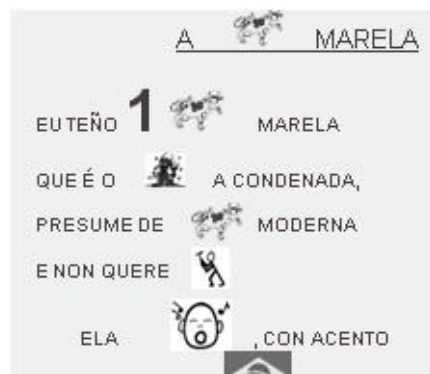 A MARELA
EU TEÑO 1 MARELA
QUE É O A CONDENADA,
PRESUME DE MODERNA
E NON QUERE
ELA , CON ACENTO